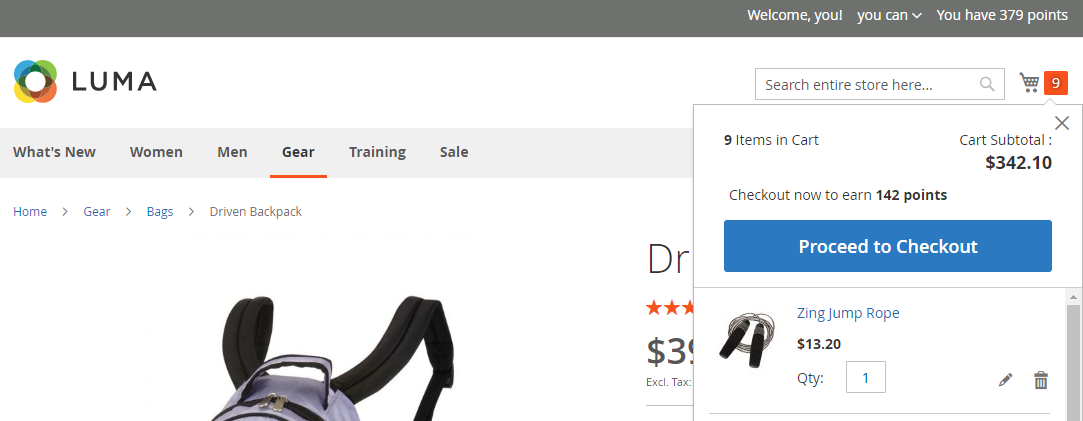 Welcome, you! you can You have 379 points
LUMA
Search entire store here...
9
What's New Women Men Gear Training Sale
9 Items in Cart
Cart Subtotal :
$342.10
Checkout now to earn 142 points
Proceed to Checkout
Home > Gear > Bags > Driven Backpack
Zing Jump Rope
$13.20
Qty: 1
Excl. Tax: